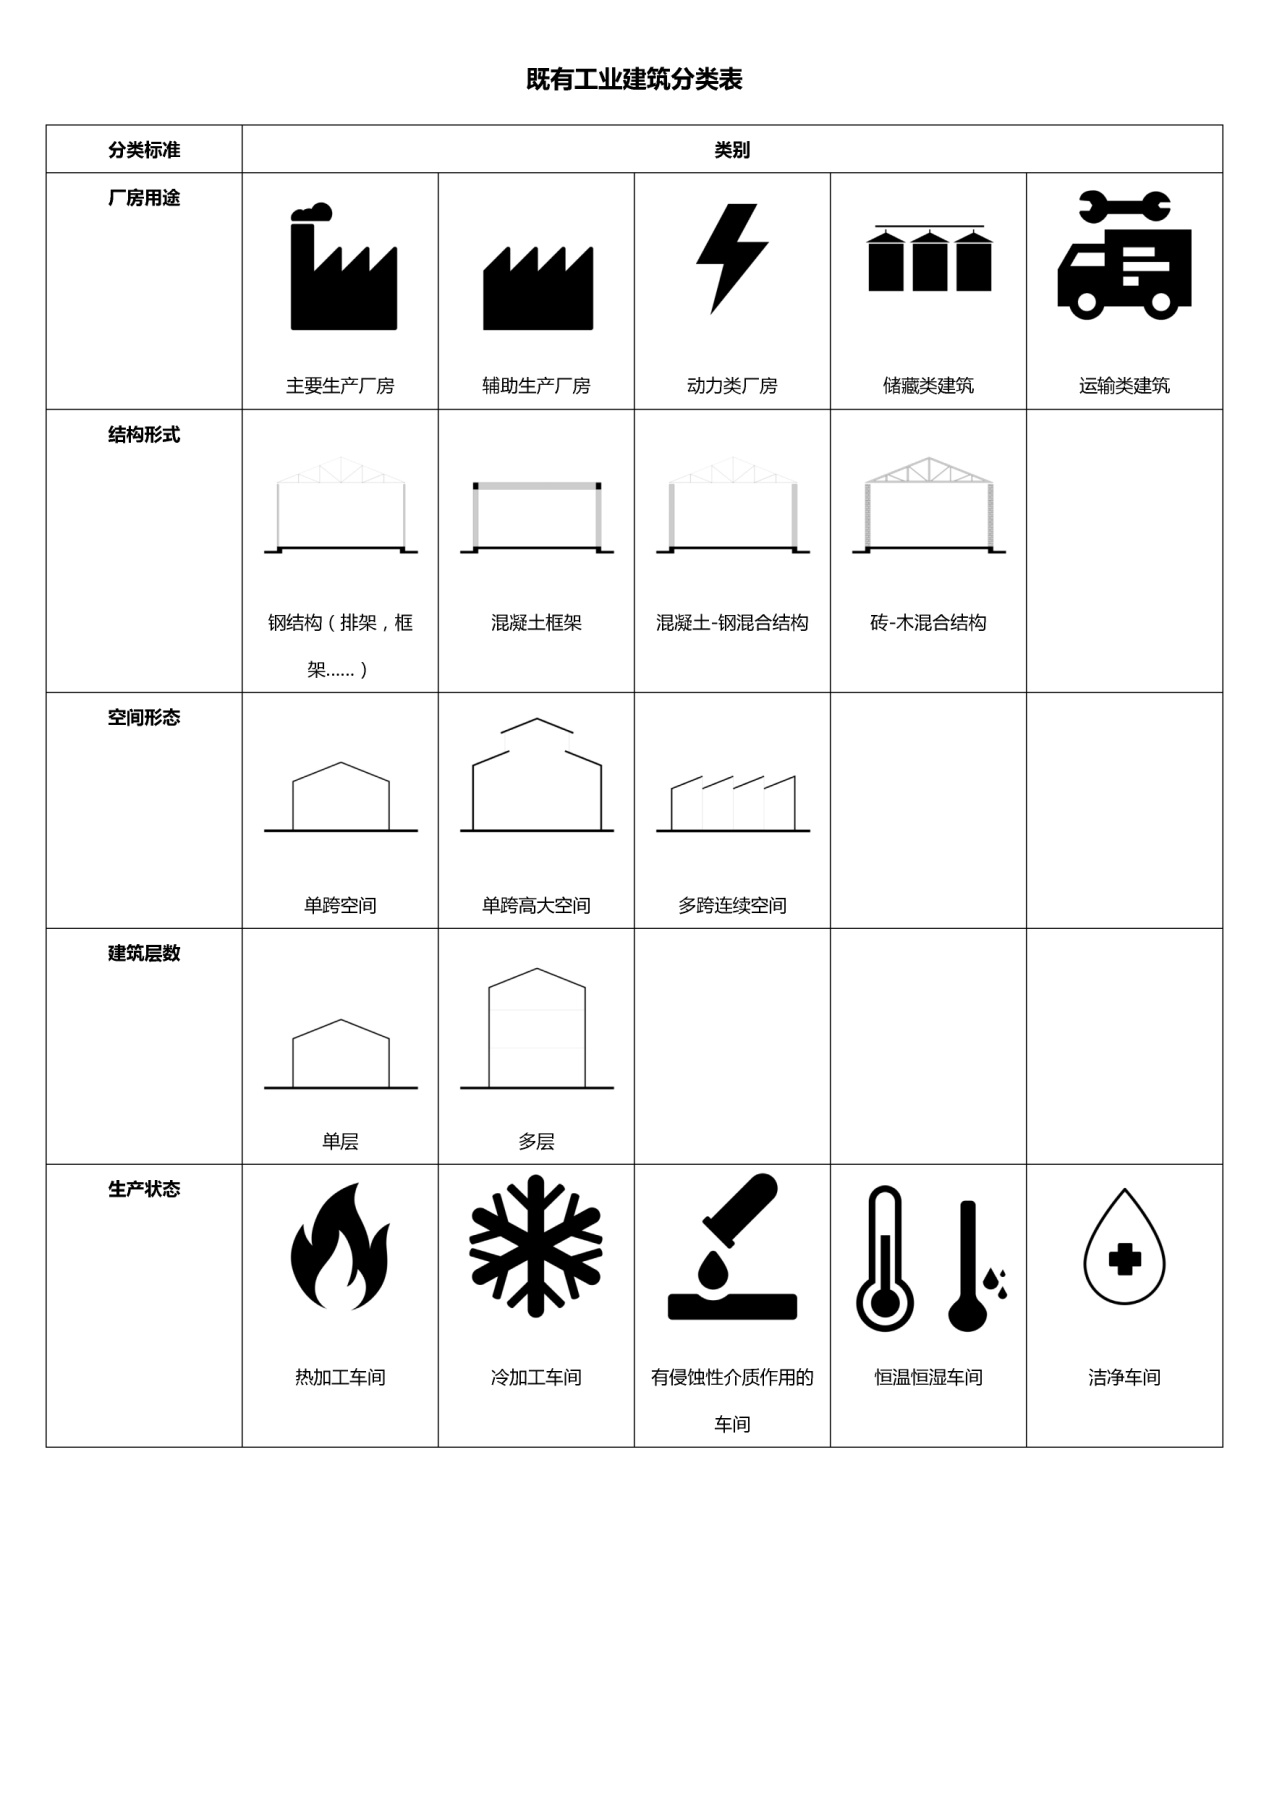 既有工业建筑分类表
分类标准
类别
厂房用途
主要生产厂房
辅助生产厂房
动力类厂房
储藏类建筑
运输类建筑
结构形式
钢结构（排架，框
架……）
混凝土框架
混凝土-钢混合结构
砖-木混合结构
空间形态
单跨空间
单跨高大空间
多跨连续空间
建筑层数
单层
多层
生产状态
热加工车间
冷加工车间
有侵蚀性介质作用的
车间
恒温恒湿车间
洁净车间